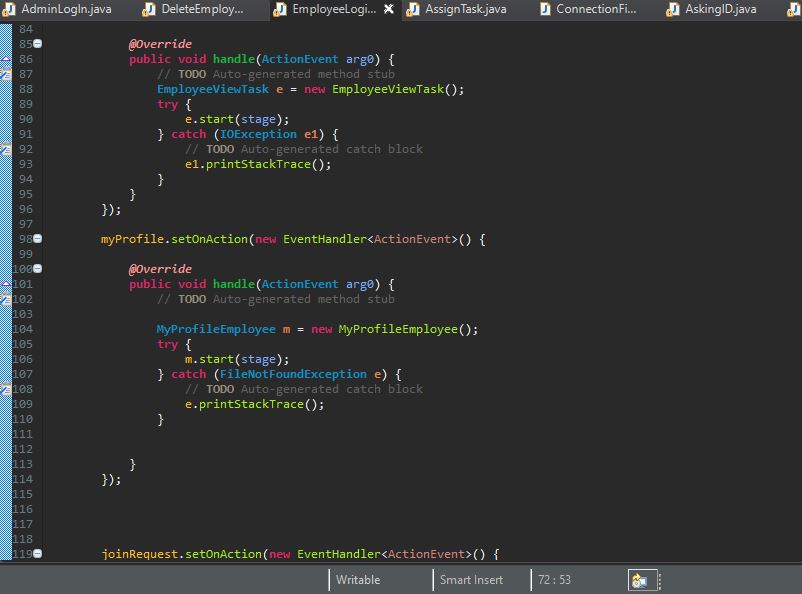 AdminLogIn.java DeleteEmploy... EmployeeLogi... AssignTask.java ConnectionFi... AskingID.java
84
85 @Override
86 public void handle(ActionEvent arg0) {
87 // TODO Auto-generated method stub
88 EmployeeViewTask e = new EmployeeViewTask();
89 try {
90 e.start(stage);
91 } catch (IOException e1) {
92 // TODO Auto-generated catch block
93 e1.printStackTrace();
94 }
95 }
96 });
97
98 myProfile.setOnAction(new EventHandler<ActionEvent>() {
99
100 @Override
101 public void handle(ActionEvent arg0) {
102 // TODO Auto-generated method stub
103
104 MyProfileEmployee m = new MyProfileEmployee();
105 try {
106 m.start(stage);
107 } catch (FileNotFoundException e) {
108 // TODO Auto-generated catch block
109 e.printStackTrace();
110 }
111
112
113 }
114 });
115
116
117
118
119 joinRequest.setOnAction(new EventHandler<ActionEvent>() {
Writable Smart Insert 72 : 53